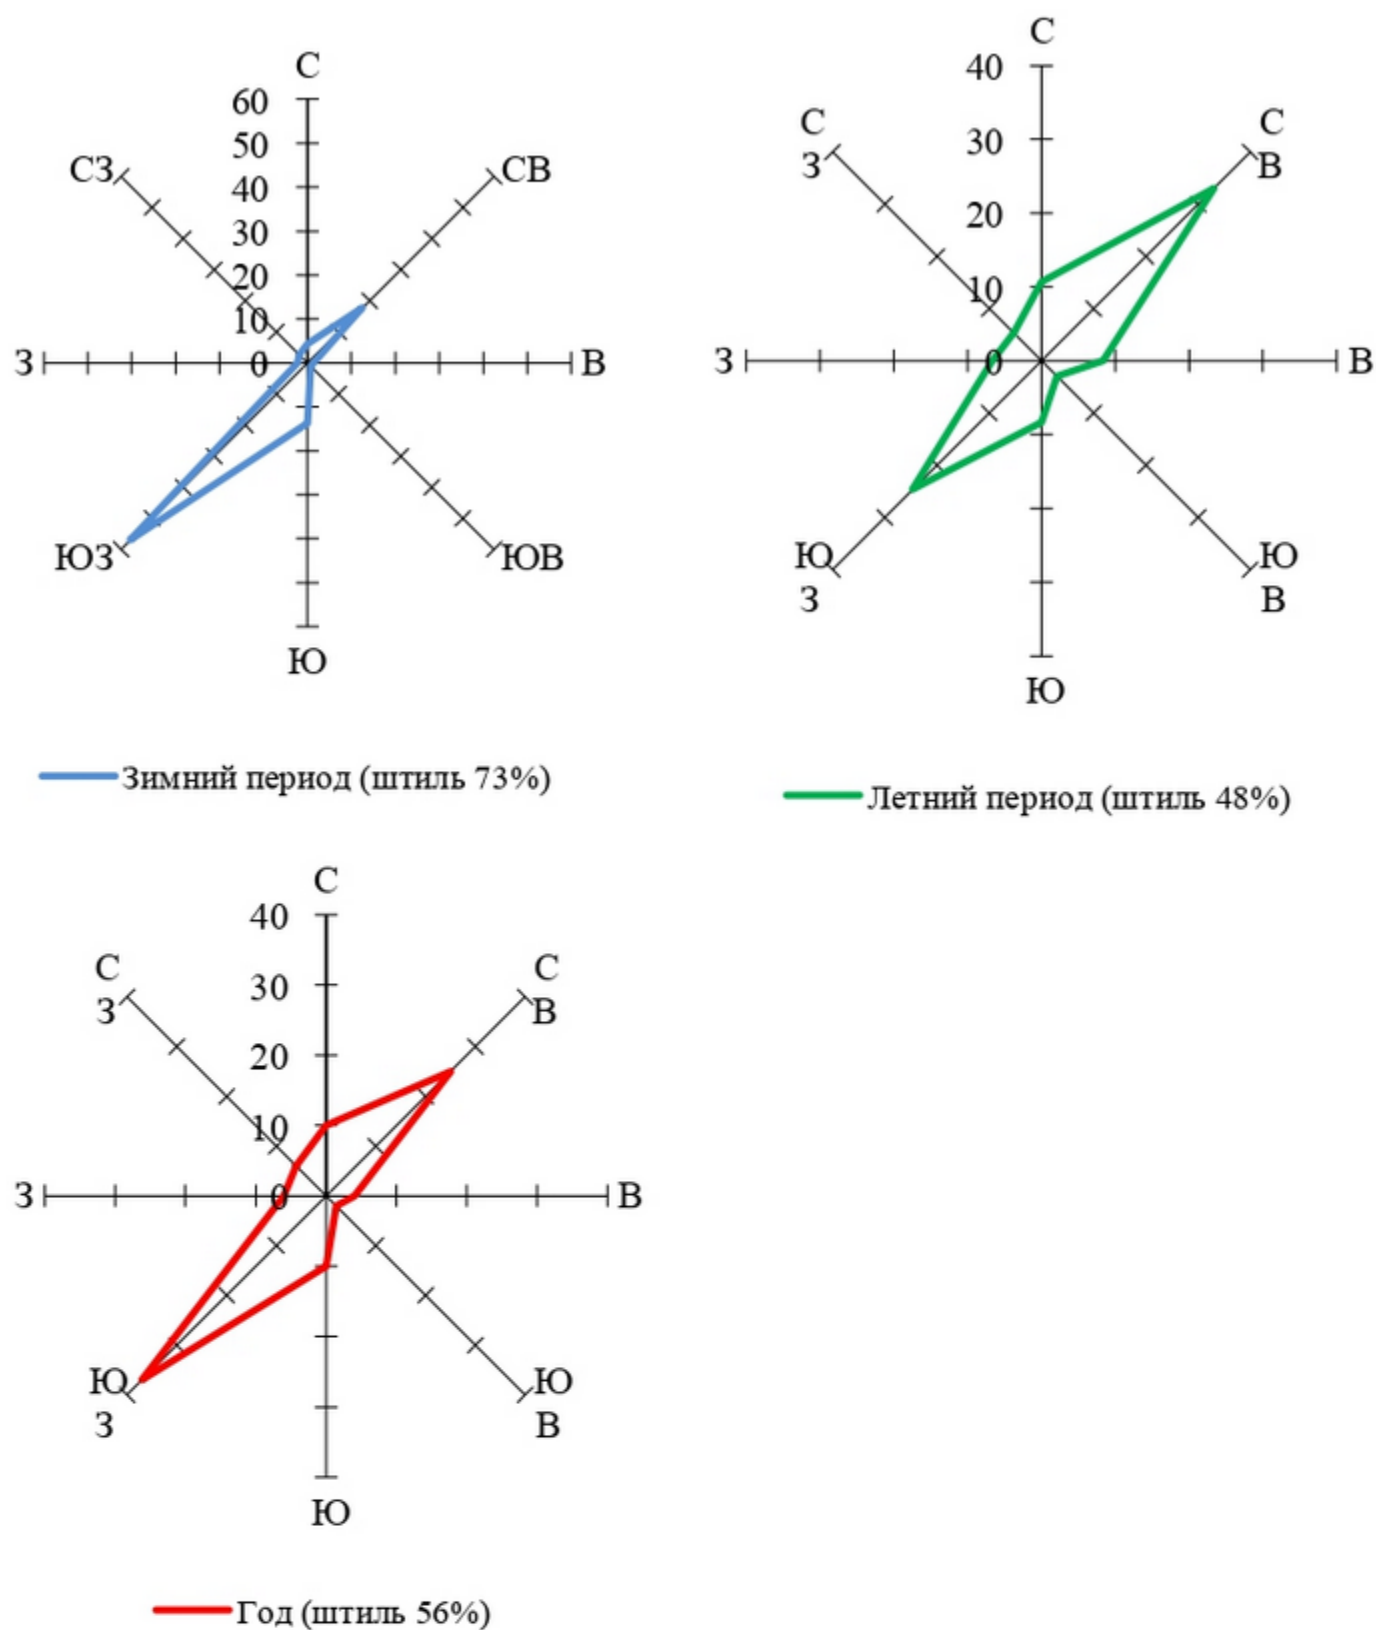 С
60
50
40
30
20
10
0
СЗ
СВ
З
В
ЮЗ
ЮВ
Ю
Зимний период (штиль 73%)
С
40
30
20
10
0
С
З
С
В
З
В
Ю
З
Ю
В
Ю
Летний период (штиль 48%)
С
40
30
20
10
0
С
З
С
В
З
В
Ю
З
Ю
В
Ю
Год (штиль 56%)